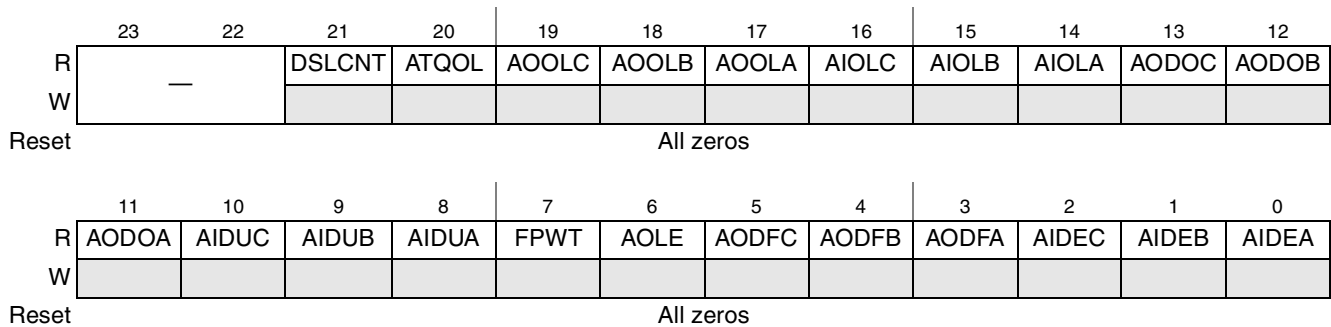 23 22 21 20 19 18 17 16 15 14 13 12
R — DSLCNT ATQOL AOOLC AOOLB AOOLA AIOLC AIOLB AIOLA AODOC AODOB
W
Reset All zeros
11 10 9 8 7 6 5 4 3 2 1 0
R AODOA AIDUC AIDUB AIDUA FPWT AOLE AODFC AODFB AODFA AIDEC AIDEB AIDEA
W
Reset All zeros